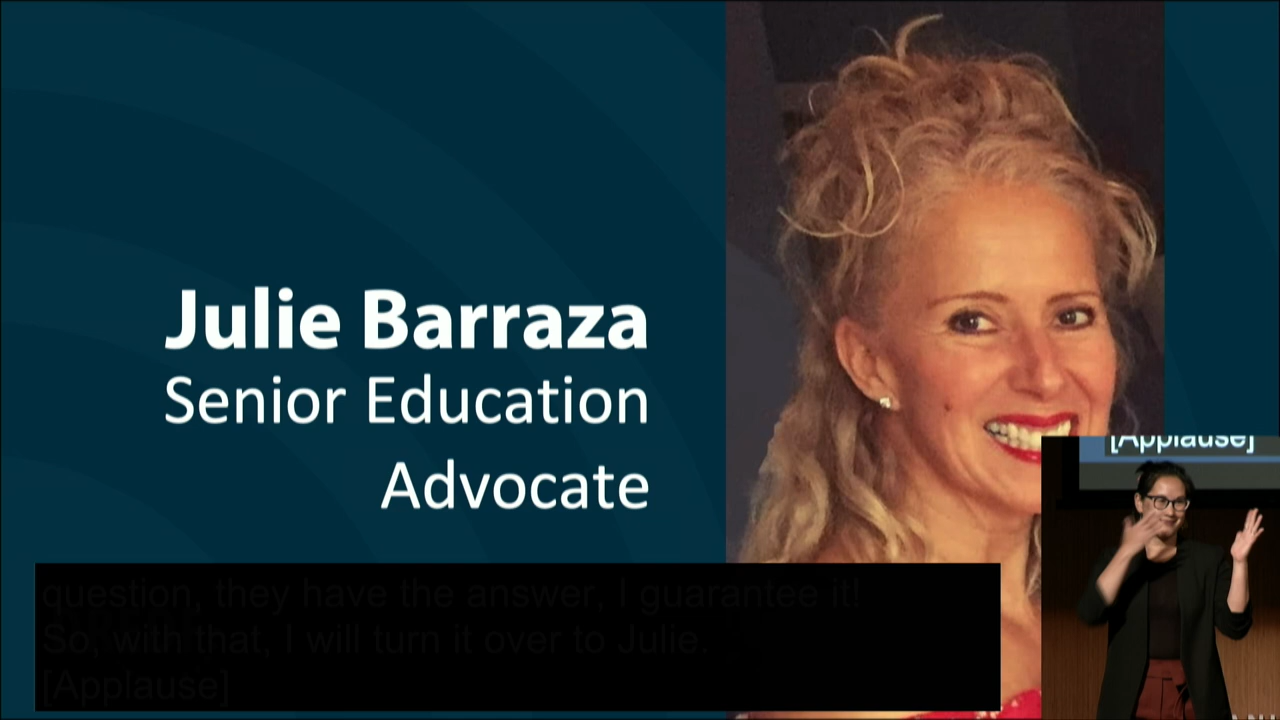 Julie Barraza
Senior Education
Advocate
[Applause]
question, they have the answer, I guarantee it!
So, with that, I will turn it over to Julie.
[Applause]